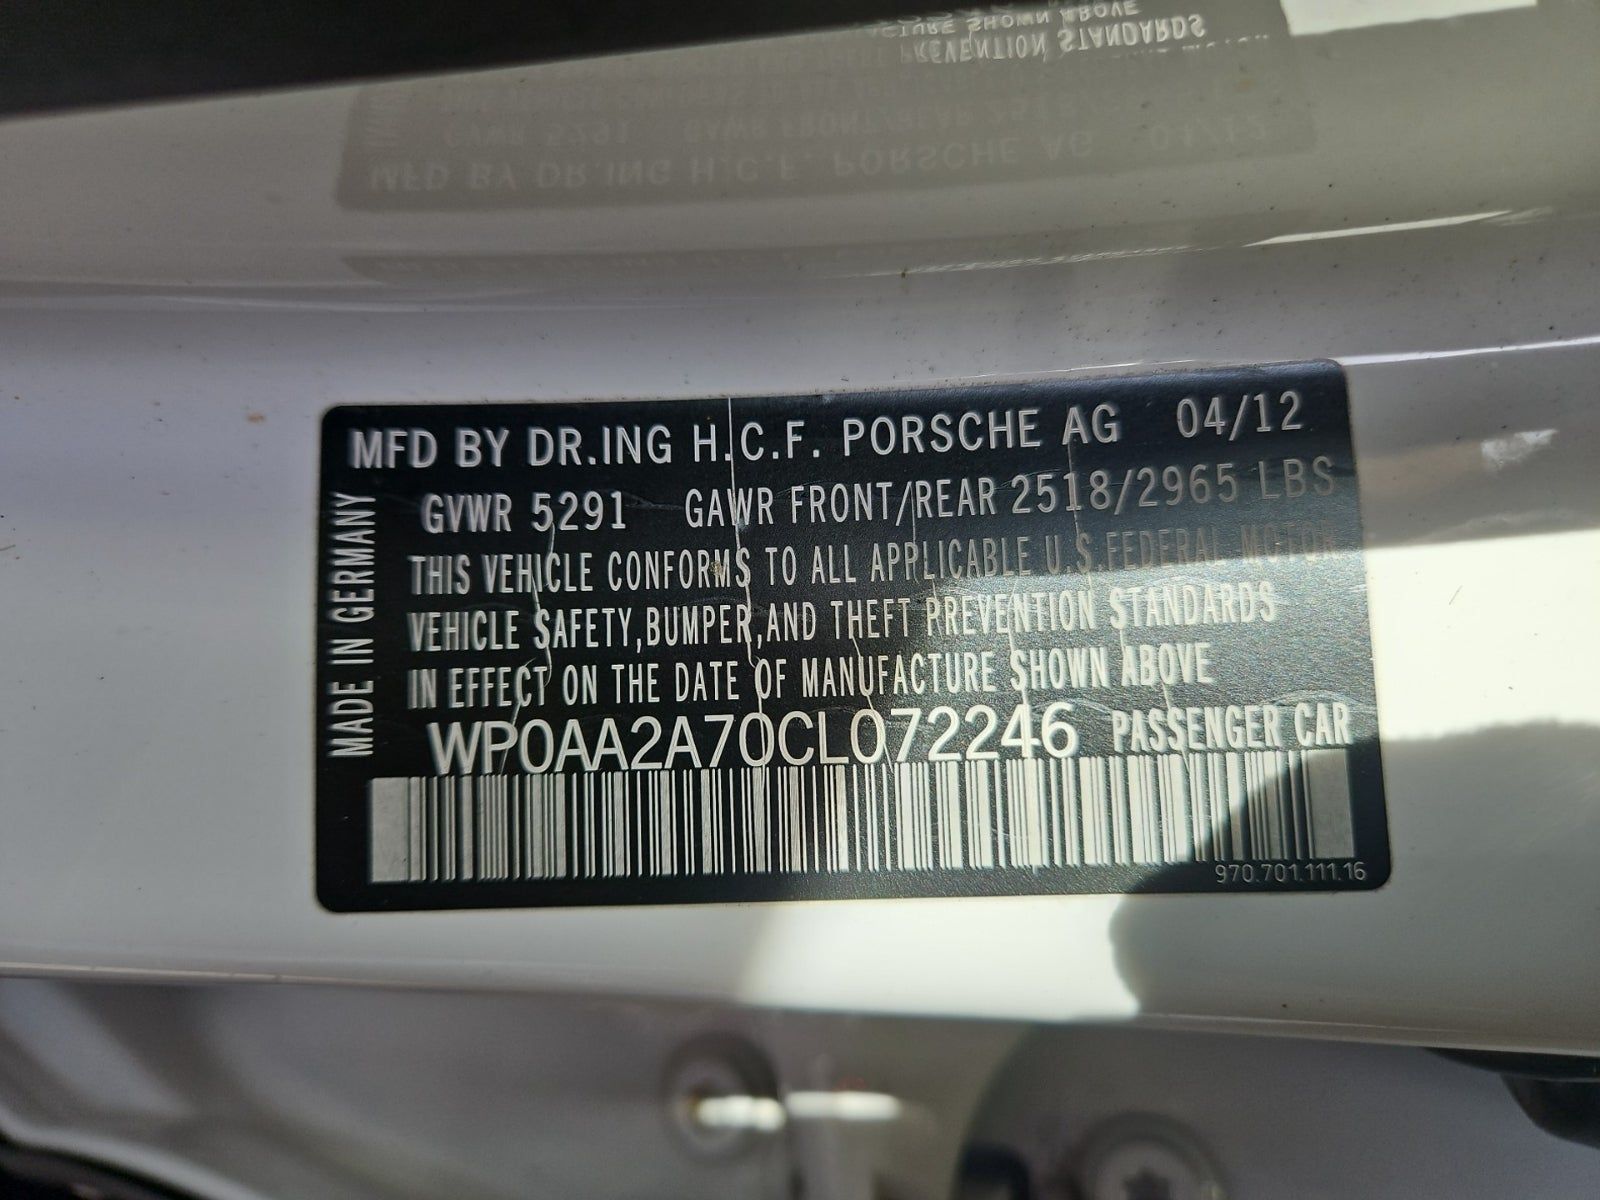 MFD BY DR.ING H.C.F. PORSCHE AG 04/12
GVWR 5291 GAWR FRONT/REAR 2518/2965 LBS
THIS VEHICLE CONFORMS TO ALL APPLICABLE U.S.FEDERAL MOTOR
VEHICLE SAFETY,BUMPER,AND THEFT PREVENTION STANDARDS
IN EFFECT ON THE DATE OF MANUFACTURE SHOWN ABOVE
WP0AA2A70CL072246 PASSENGER CAR
970.701.111.16
MADE IN GERMANY